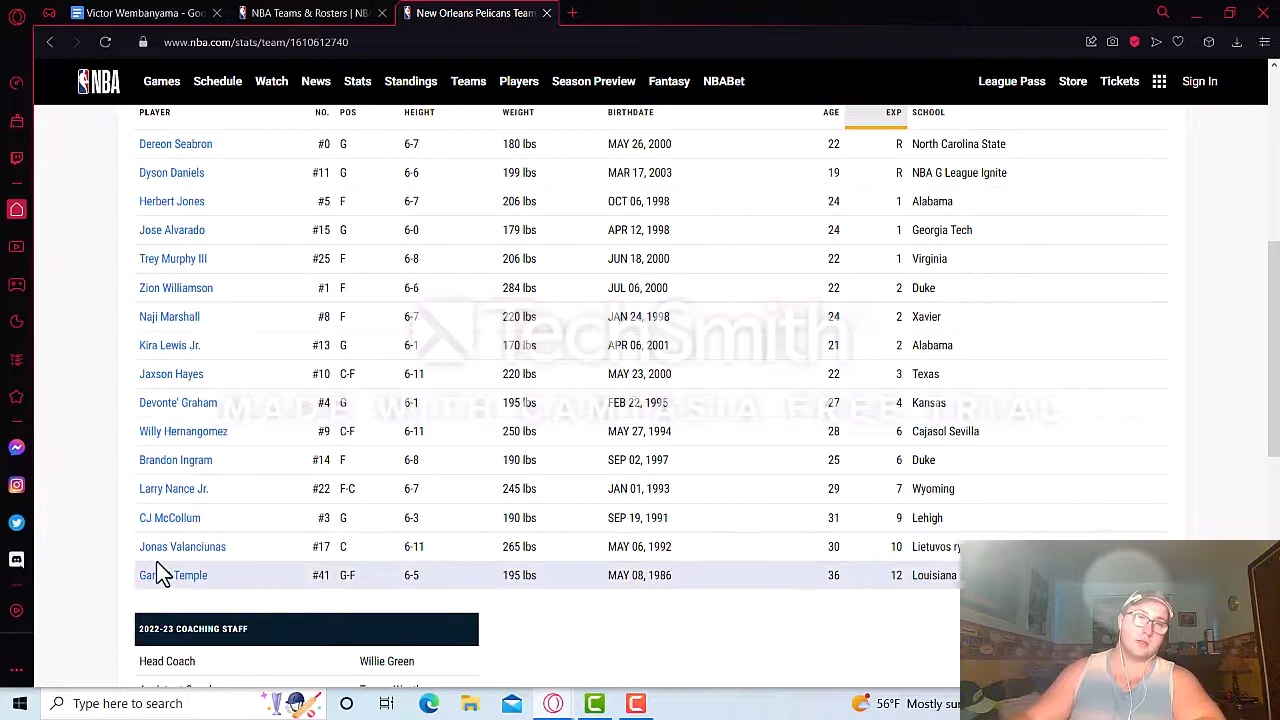 Victor Wembanyama - Goo
NBA Teams & Rosters | NB
New Orleans Pelicans Team
www.nba.com/stats/team/1610612740
NBA Games Schedule Watch News Stats Standings Teams Players Season Preview Fantasy NBABet League Pass Store Tickets Sign In
PLAYER NO. POS HEIGHT WEIGHT BIRTHDATE AGE EXP SCHOOL
Dereon Seabron #0 G 6-7 180 lbs MAY 26, 2000 22 R North Carolina State
Dyson Daniels #11 G 6-6 199 lbs MAR 17, 2003 19 R NBA G League Ignite
Herbert Jones #5 F 6-7 206 lbs OCT 06, 1998 24 1 Alabama
Jose Alvarado #15 G 6-0 179 lbs APR 12, 1998 24 1 Georgia Tech
Trey Murphy III #25 F 6-8 206 lbs JUN 18, 2000 22 1 Virginia
Zion Williamson #1 F 6-6 284 lbs JUL 06, 2000 22 2 Duke
Naji Marshall #8 F 6-7 220 lbs JAN 24, 1998 24 2 Xavier
TechSmith
Kira Lewis Jr. #13 G 6-1 170 lbs APR 06, 2001 21 2 Alabama
Jaxson Hayes #10 C-F 6-11 220 lbs MAY 23, 2000 22 3 Texas
Devonte' Graham #4 G 6-1 195 lbs FEB 22, 1995 27 4 Kansas
MADE WITH CAMTASIA FREE TRIAL
Willy Hernangomez #9 C-F 6-11 250 lbs MAY 27, 1994 28 6 Cajasol Sevilla
Brandon Ingram #14 F 6-8 190 lbs SEP 02, 1997 25 6 Duke
Larry Nance Jr. #22 F-C 6-7 245 lbs JAN 01, 1993 29 7 Wyoming
CJ McCollum #3 G 6-3 190 lbs SEP 19, 1991 31 9 Lehigh
Jonas Valanciunas #17 C 6-11 265 lbs MAY 06, 1992 30 10 Lietuvos ry
Temple #41 G-F 6-5 195 lbs MAY 08, 1986 36 12 Louisiana
2022-23 COACHING STAFF
Head Coach Willie Green
Type here to search
56°F Mostly su